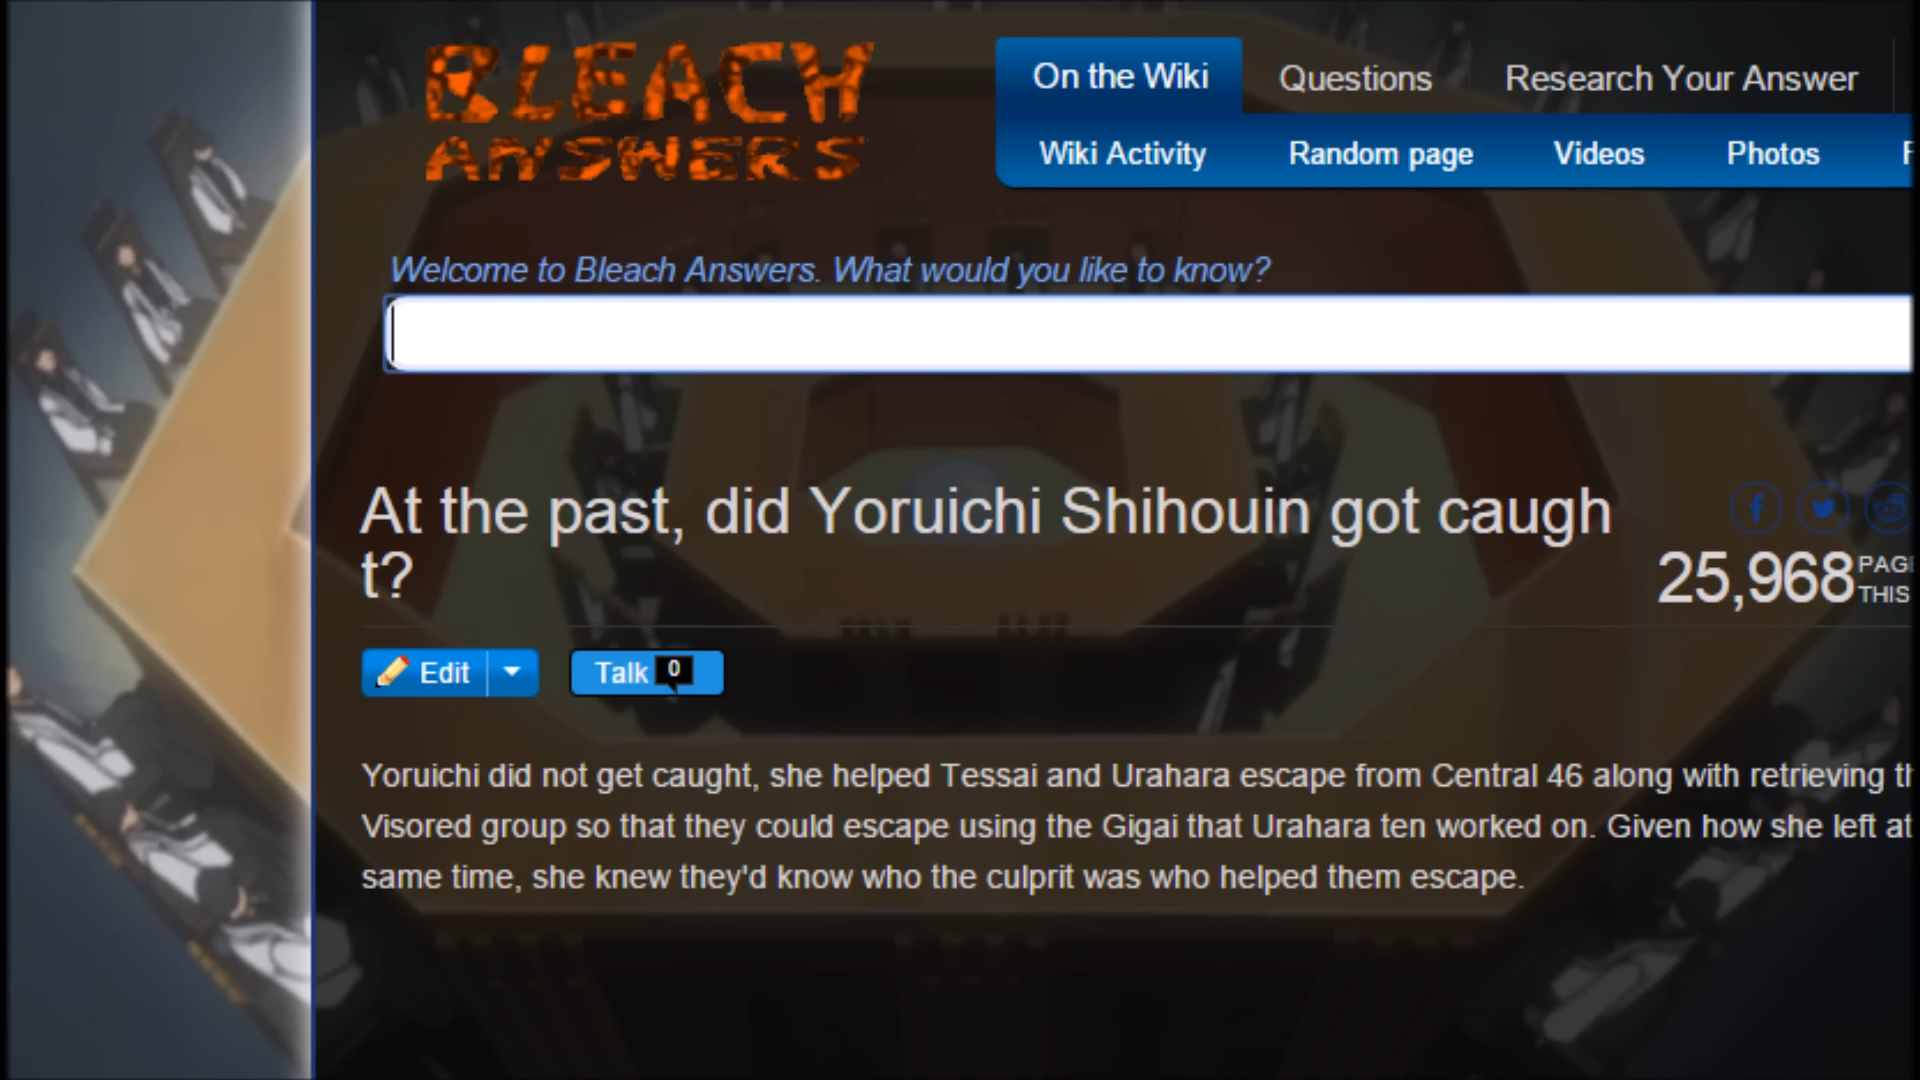 BLEACH
ANSWERS
On the Wiki Questions Research Your Answer
Wiki Activity Random page Videos Photos
Welcome to Bleach Answers. What would you like to know?
At the past, did Yoruichi Shihouin got caugh
t?
25,968
THIS
Edit Talk 0
Yoruichi did not get caught, she helped Tessai and Urahara escape from Central 46 along with retrieving
Visored group so that they could escape using the Gigai that Urahara ten worked on. Given how she left at
same time, she knew they'd know who the culprit was who helped them escape.